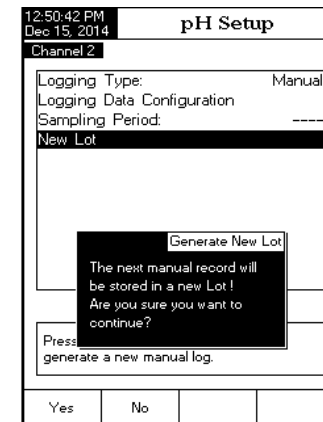 12:50:42 PM
Dec 15, 2014
pH Setup
Channel 2
Logging Type: Manual
Logging Data Configuration
Sampling Period: ----
New Lot
Generate New Lot
The next manual record will
be stored in a new Lot !
Are you sure you want to
continue?
Press
generate a new manual log.
Yes No